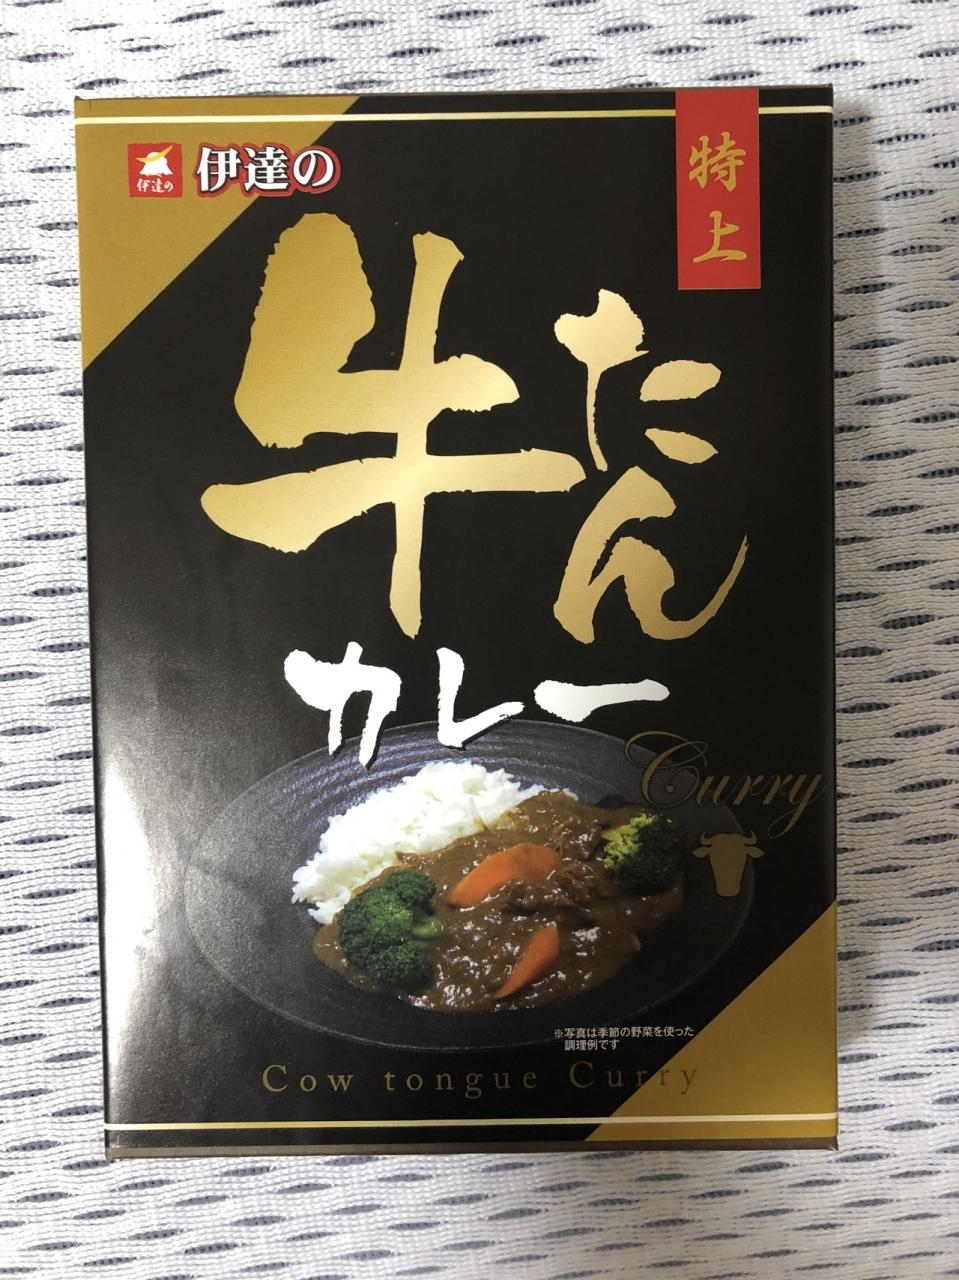 伊達の
伊達の
特上
牛たん
カレー
Curry
※写真は季節の野菜を使った
調理例です
Cow tongue Curry